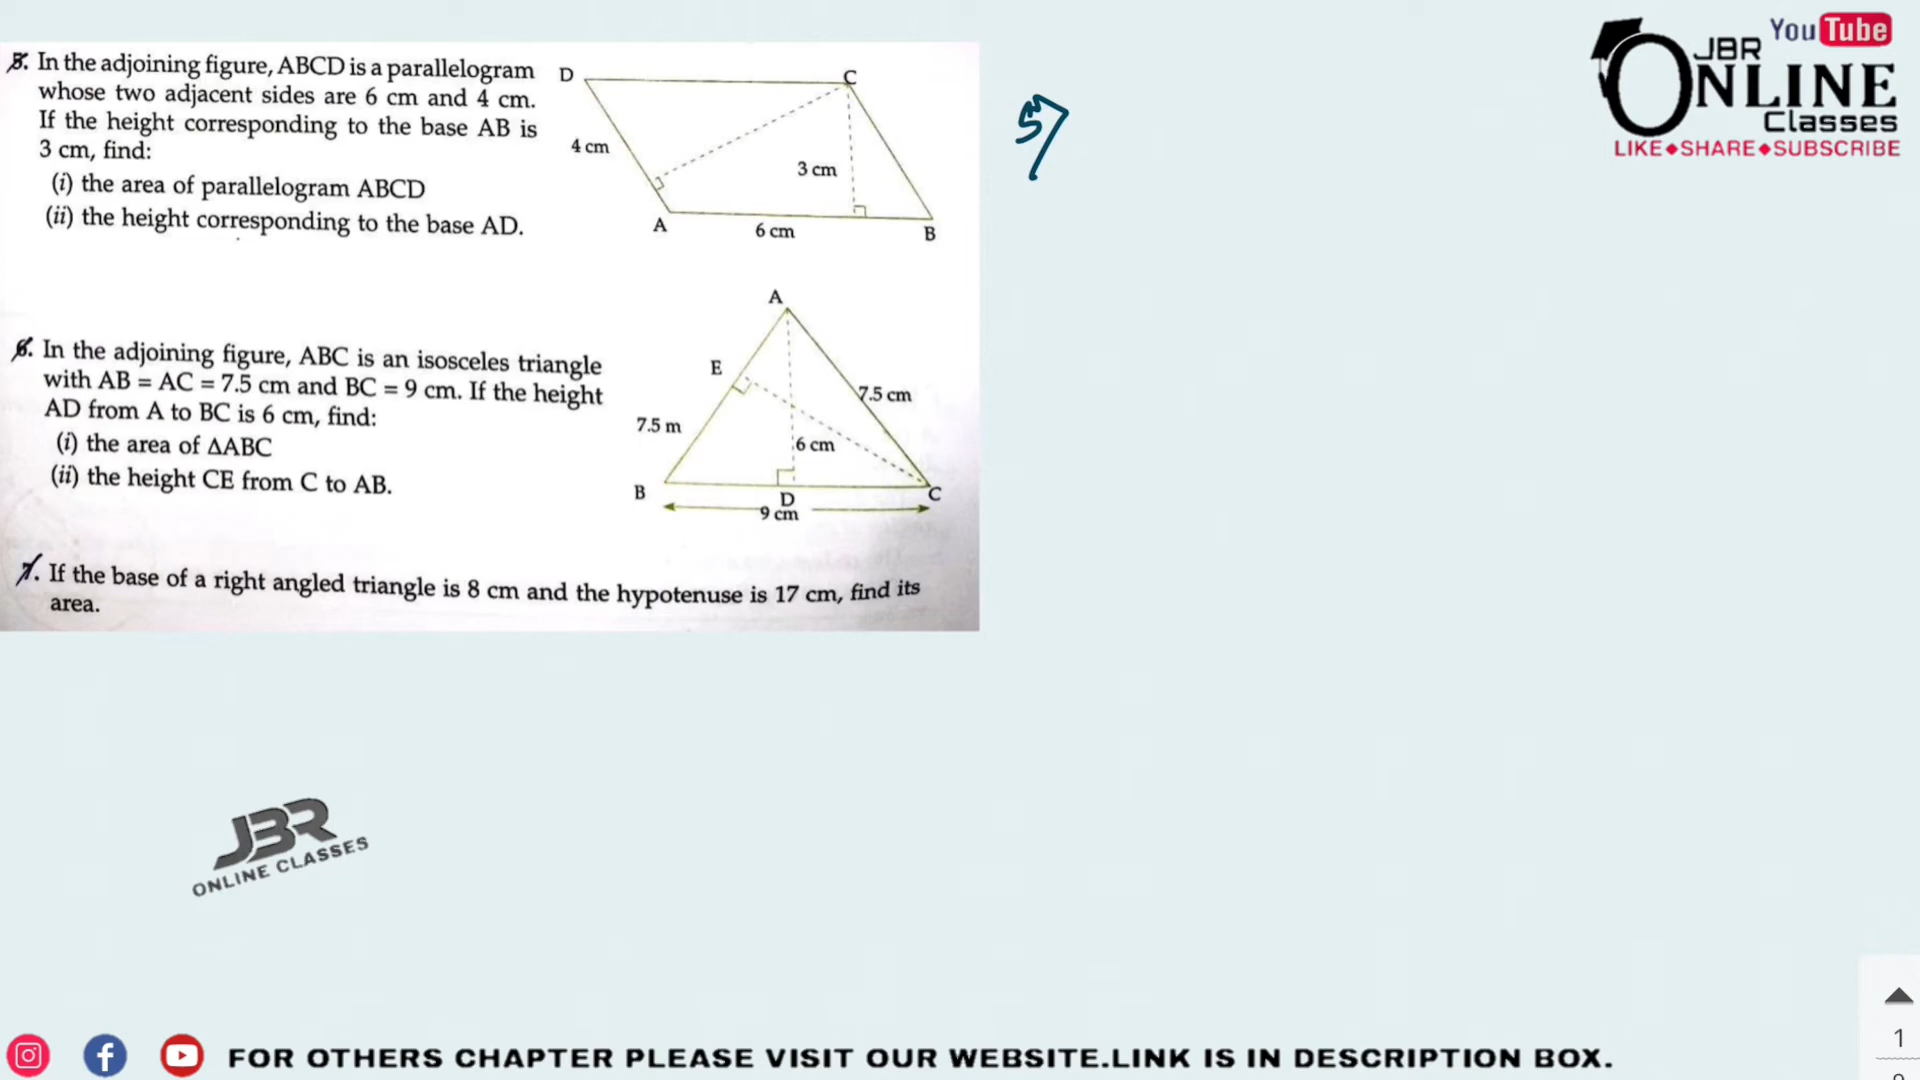 5. In the adjoining figure, ABCD is a parallelogram
whose two adjacent sides are 6 cm and 4 cm.
If the height corresponding to the base AB is
3 cm, find:
(i) the area of parallelogram ABCD
(ii) the height corresponding to the base AD.
D
C
4 cm
3 cm
A
6 cm
B
6. In the adjoining figure, ABC is an isosceles triangle
with AB = AC = 7.5 cm and BC = 9 cm. If the height
AD from A to BC is 6 cm, find:
(i) the area of ΔABC
(ii) the height CE from C to AB.
A
E
7.5 cm
7.5 m
6 cm
B
D
C
9 cm
7. If the base of a right angled triangle is 8 cm and the hypotenuse is 17 cm, find its
area.
5)
YouTube
JBR
ONLINE
Classes
LIKE◆SHARE◆SUBSCRIBE
JBR
ONLINE CLASSES
FOR OTHERS CHAPTER PLEASE VISIT OUR WEBSITE.LINK IS IN DESCRIPTION BOX.
1